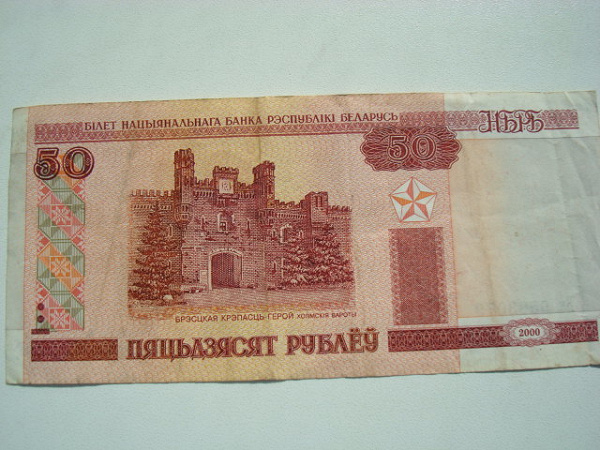 БІЛЕТ НАЦЫЯНАЛЬНАГА БАНКА РЭСПУБЛІКІ БЕЛАРУСЬ
НБРБ
50
50
БРЭСЦКАЯ КРЭПАСЦЬ-ГЕРОЙ ХОЛМСКІЯ ВАРОТЫ
ПЯЦЬДЗЯСЯТ РУБЛЁЎ
2000